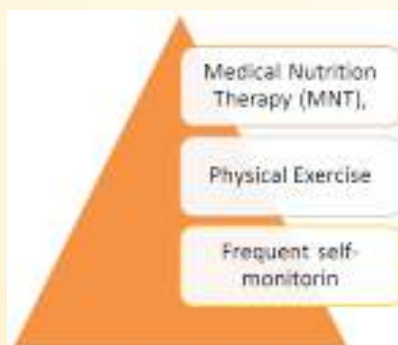 Medical Nutrition
Therapy (MNT),
Physical Exercise
Frequent self-
monitorin